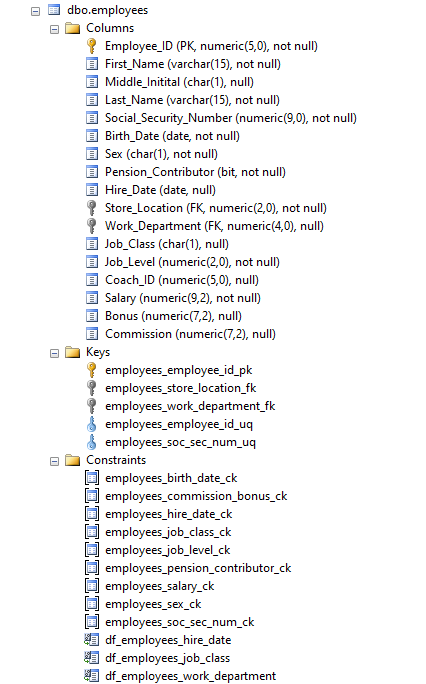 dbo.employees
Columns
Employee_ID (PK, numeric(5,0), not null)
First_Name (varchar(15), not null)
Middle_Initital (char(1), null)
Last_Name (varchar(15), not null)
Social_Security_Number (numeric(9,0), not null)
Birth_Date (date, not null)
Sex (char(1), not null)
Pension_Contributor (bit, not null)
Hire_Date (date, null)
Store_Location (FK, numeric(2,0), not null)
Work_Department (FK, numeric(4,0), null)
Job_Class (char(1), null)
Job_Level (numeric(2,0), not null)
Coach_ID (numeric(5,0), null)
Salary (numeric(9,2), not null)
Bonus (numeric(7,2), null)
Commission (numeric(7,2), null)
Keys
employees_employee_id_pk
employees_store_location_fk
employees_work_department_fk
employees_employee_id_uq
employees_soc_sec_num_uq
Constraints
employees_birth_date_ck
employees_commission_bonus_ck
employees_hire_date_ck
employees_job_class_ck
employees_job_level_ck
employees_pension_contributor_ck
employees_salary_ck
employees_sex_ck
employees_soc_sec_num_ck
df_employees_hire_date
df_employees_job_class
df_employees_work_department